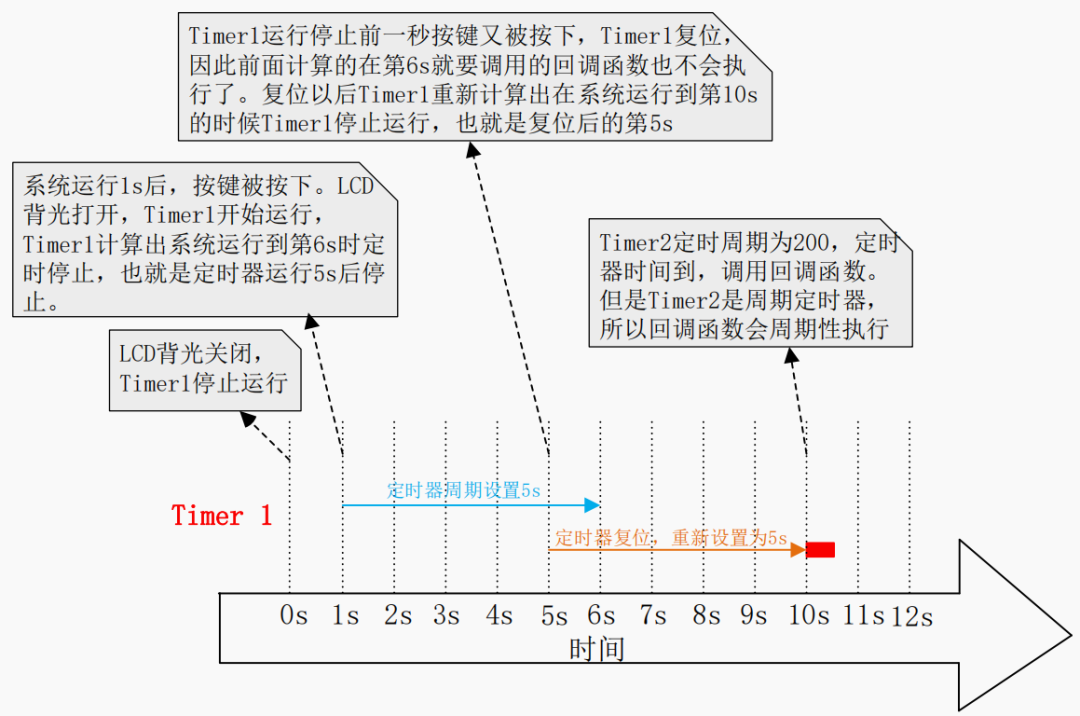 Timer1运行停止前一秒按键又被按下，Timer1复位，
因此前面计算的在第6s就要调用的回调函数也不会执
行了。复位以后Timer1重新计算出在系统运行到第10s
的时候Timer1停止运行，也就是复位后的第5s
系统运行1s后，按键被按下。LCD
背光打开，Timer1开始运行，
Timer1计算出系统运行到第6s时定
时停止，也就是定时器运行5s后停
止。
Timer2定时周期为200，定时
器时间到，调用回调函数。
但是Timer2是周期定时器，
所以回调函数会周期性执行
LCD背光关闭，
Timer1停止运行
定时器周期设置5s
Timer 1
定时器复位，重新设置为5s
0s 1s 2s 3s 4s 5s 6s 7s 8s 9s 10s 11s 12s
时间